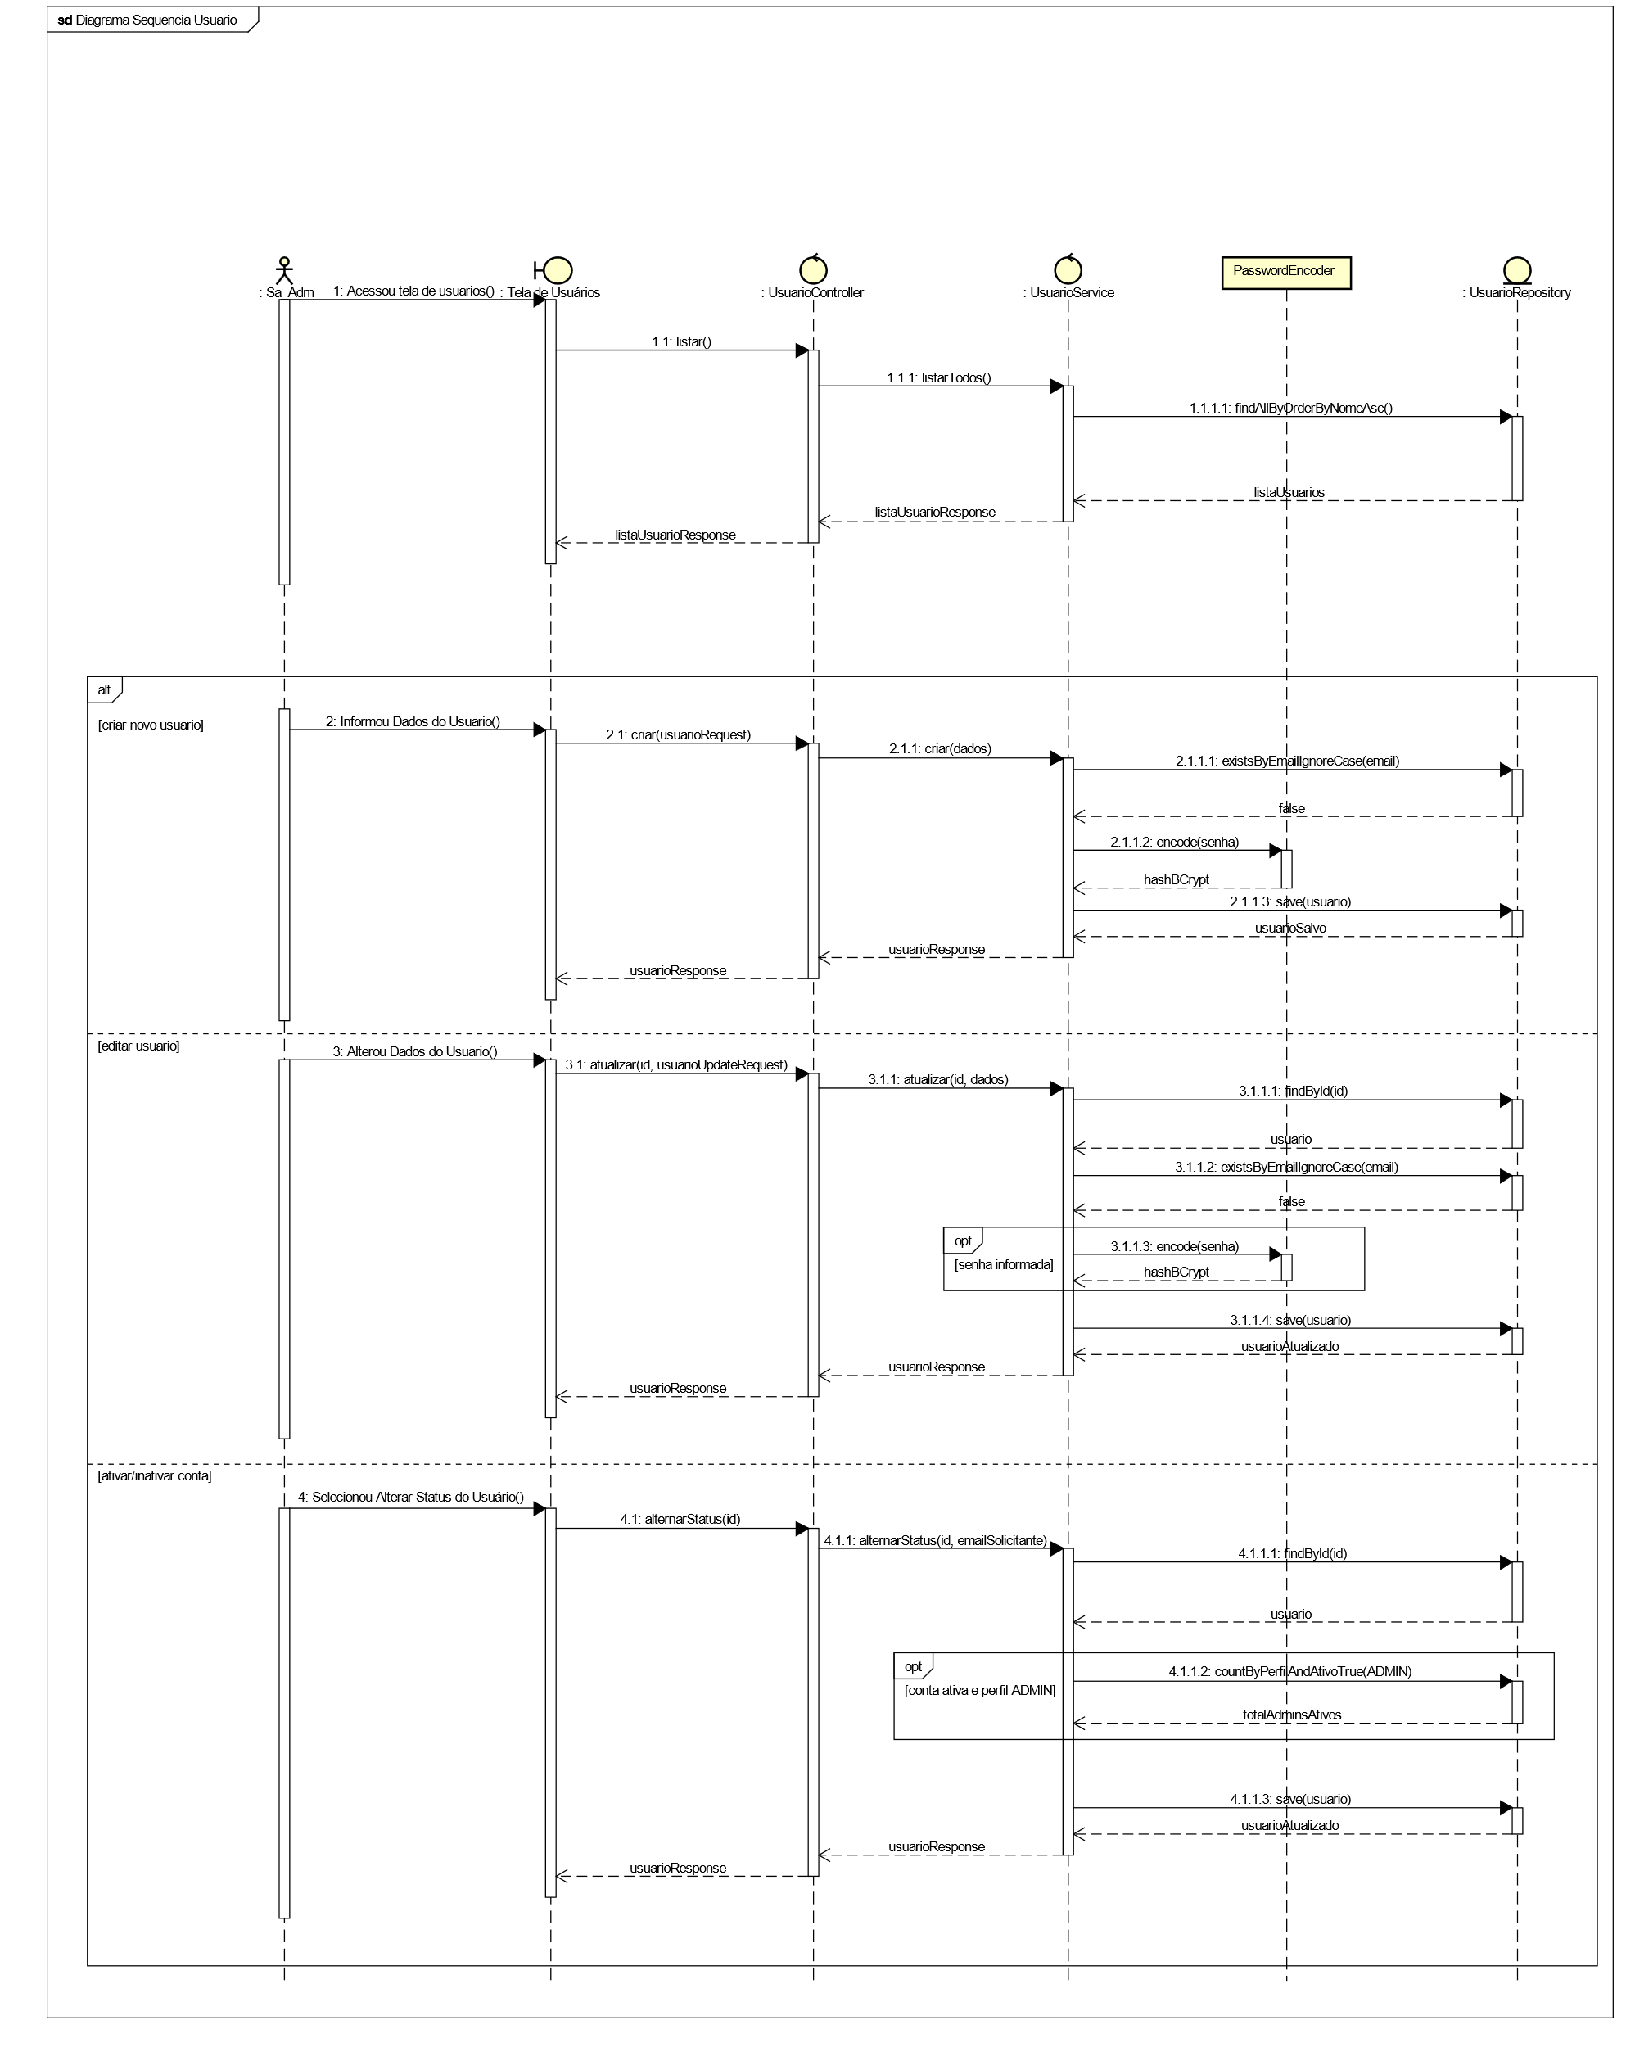 sd Diagrama Sequencia Usuario
: Sa_Adm
: Tela de Usuários
: UsuarioController
: UsuarioService
PasswordEncoder
: UsuarioRepository
1: Acessou tela de usuarios()
1.1: listar()
1.1.1: listarTodos()
1.1.1.1: findAllByOrderByNomeAsc()
listaUsuarios
listaUsuarioResponse
listaUsuarioResponse
alt
[criar novo usuario]
2: Informou Dados do Usuario()
2.1: criar(usuarioRequest)
2.1.1: criar(dados)
2.1.1.1: existsByEmailIgnoreCase(email)
false
2.1.1.2: encode(senha)
hashBCrypt
2.1.1.3: save(usuario)
usuarioSalvo
usuarioResponse
usuarioResponse
[editar usuario]
3: Alterou Dados do Usuario()
3.1: atualizar(id, usuarioUpdateRequest)
3.1.1: atualizar(id, dados)
3.1.1.1: findById(id)
usuario
3.1.1.2: existsByEmailIgnoreCase(email)
false
opt
[senha informada]
3.1.1.3: encode(senha)
hashBCrypt
3.1.1.4: save(usuario)
usuarioAtualizado
usuarioResponse
usuarioResponse
[ativar/inativar conta]
4: Selecionou Alterar Status do Usuário()
4.1: alternarStatus(id)
4.1.1: alternarStatus(id, emailSolicitante)
4.1.1.1: findById(id)
usuario
opt
[conta ativa e perfil ADMIN]
4.1.1.2: countByPerfilAndAtivoTrue(ADMIN)
totalAdminsAtivos
4.1.1.3: save(usuario)
usuarioAtualizado
usuarioResponse
usuarioResponse